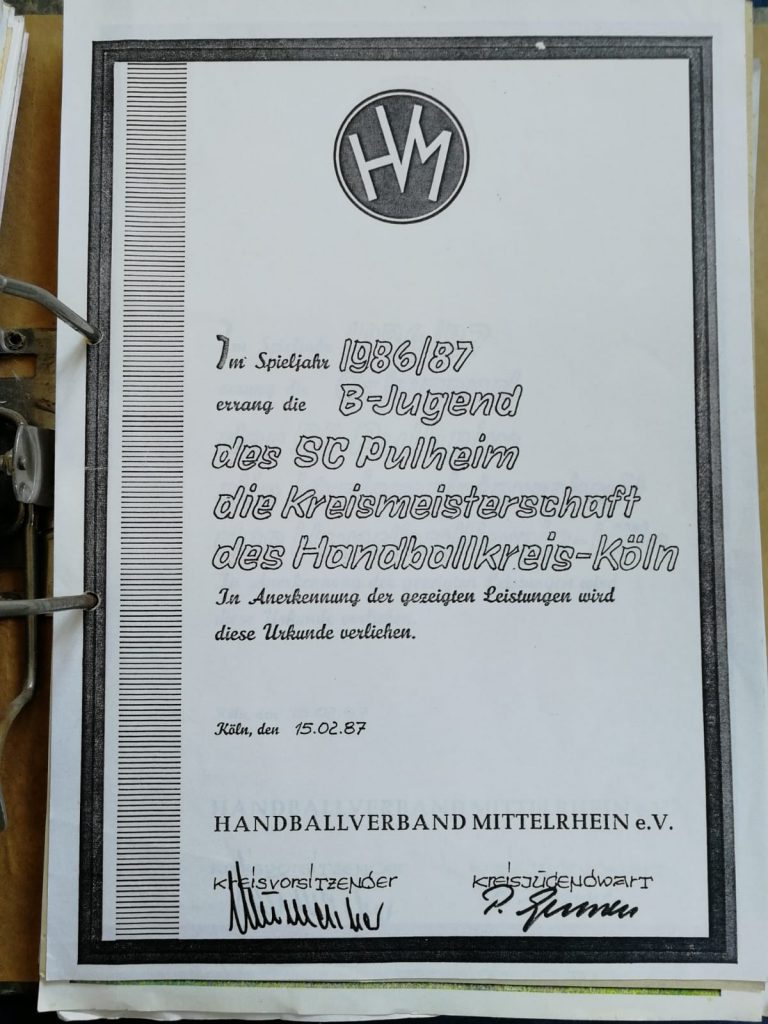 HVM
Im Spieljahr 1986/87
errang die B-Jugend
des SC Pulheim
die Kreismeisterschaft
des Handballkreis-Köln
In Anerkennung der gezeigten Leistungen wird
diese Urkunde verliehen.
Köln, den 15.02.87
HANDBALLVERBAND MITTELRHEIN e.V.
Kreisvorsitzender Kreisjugendwart
P.